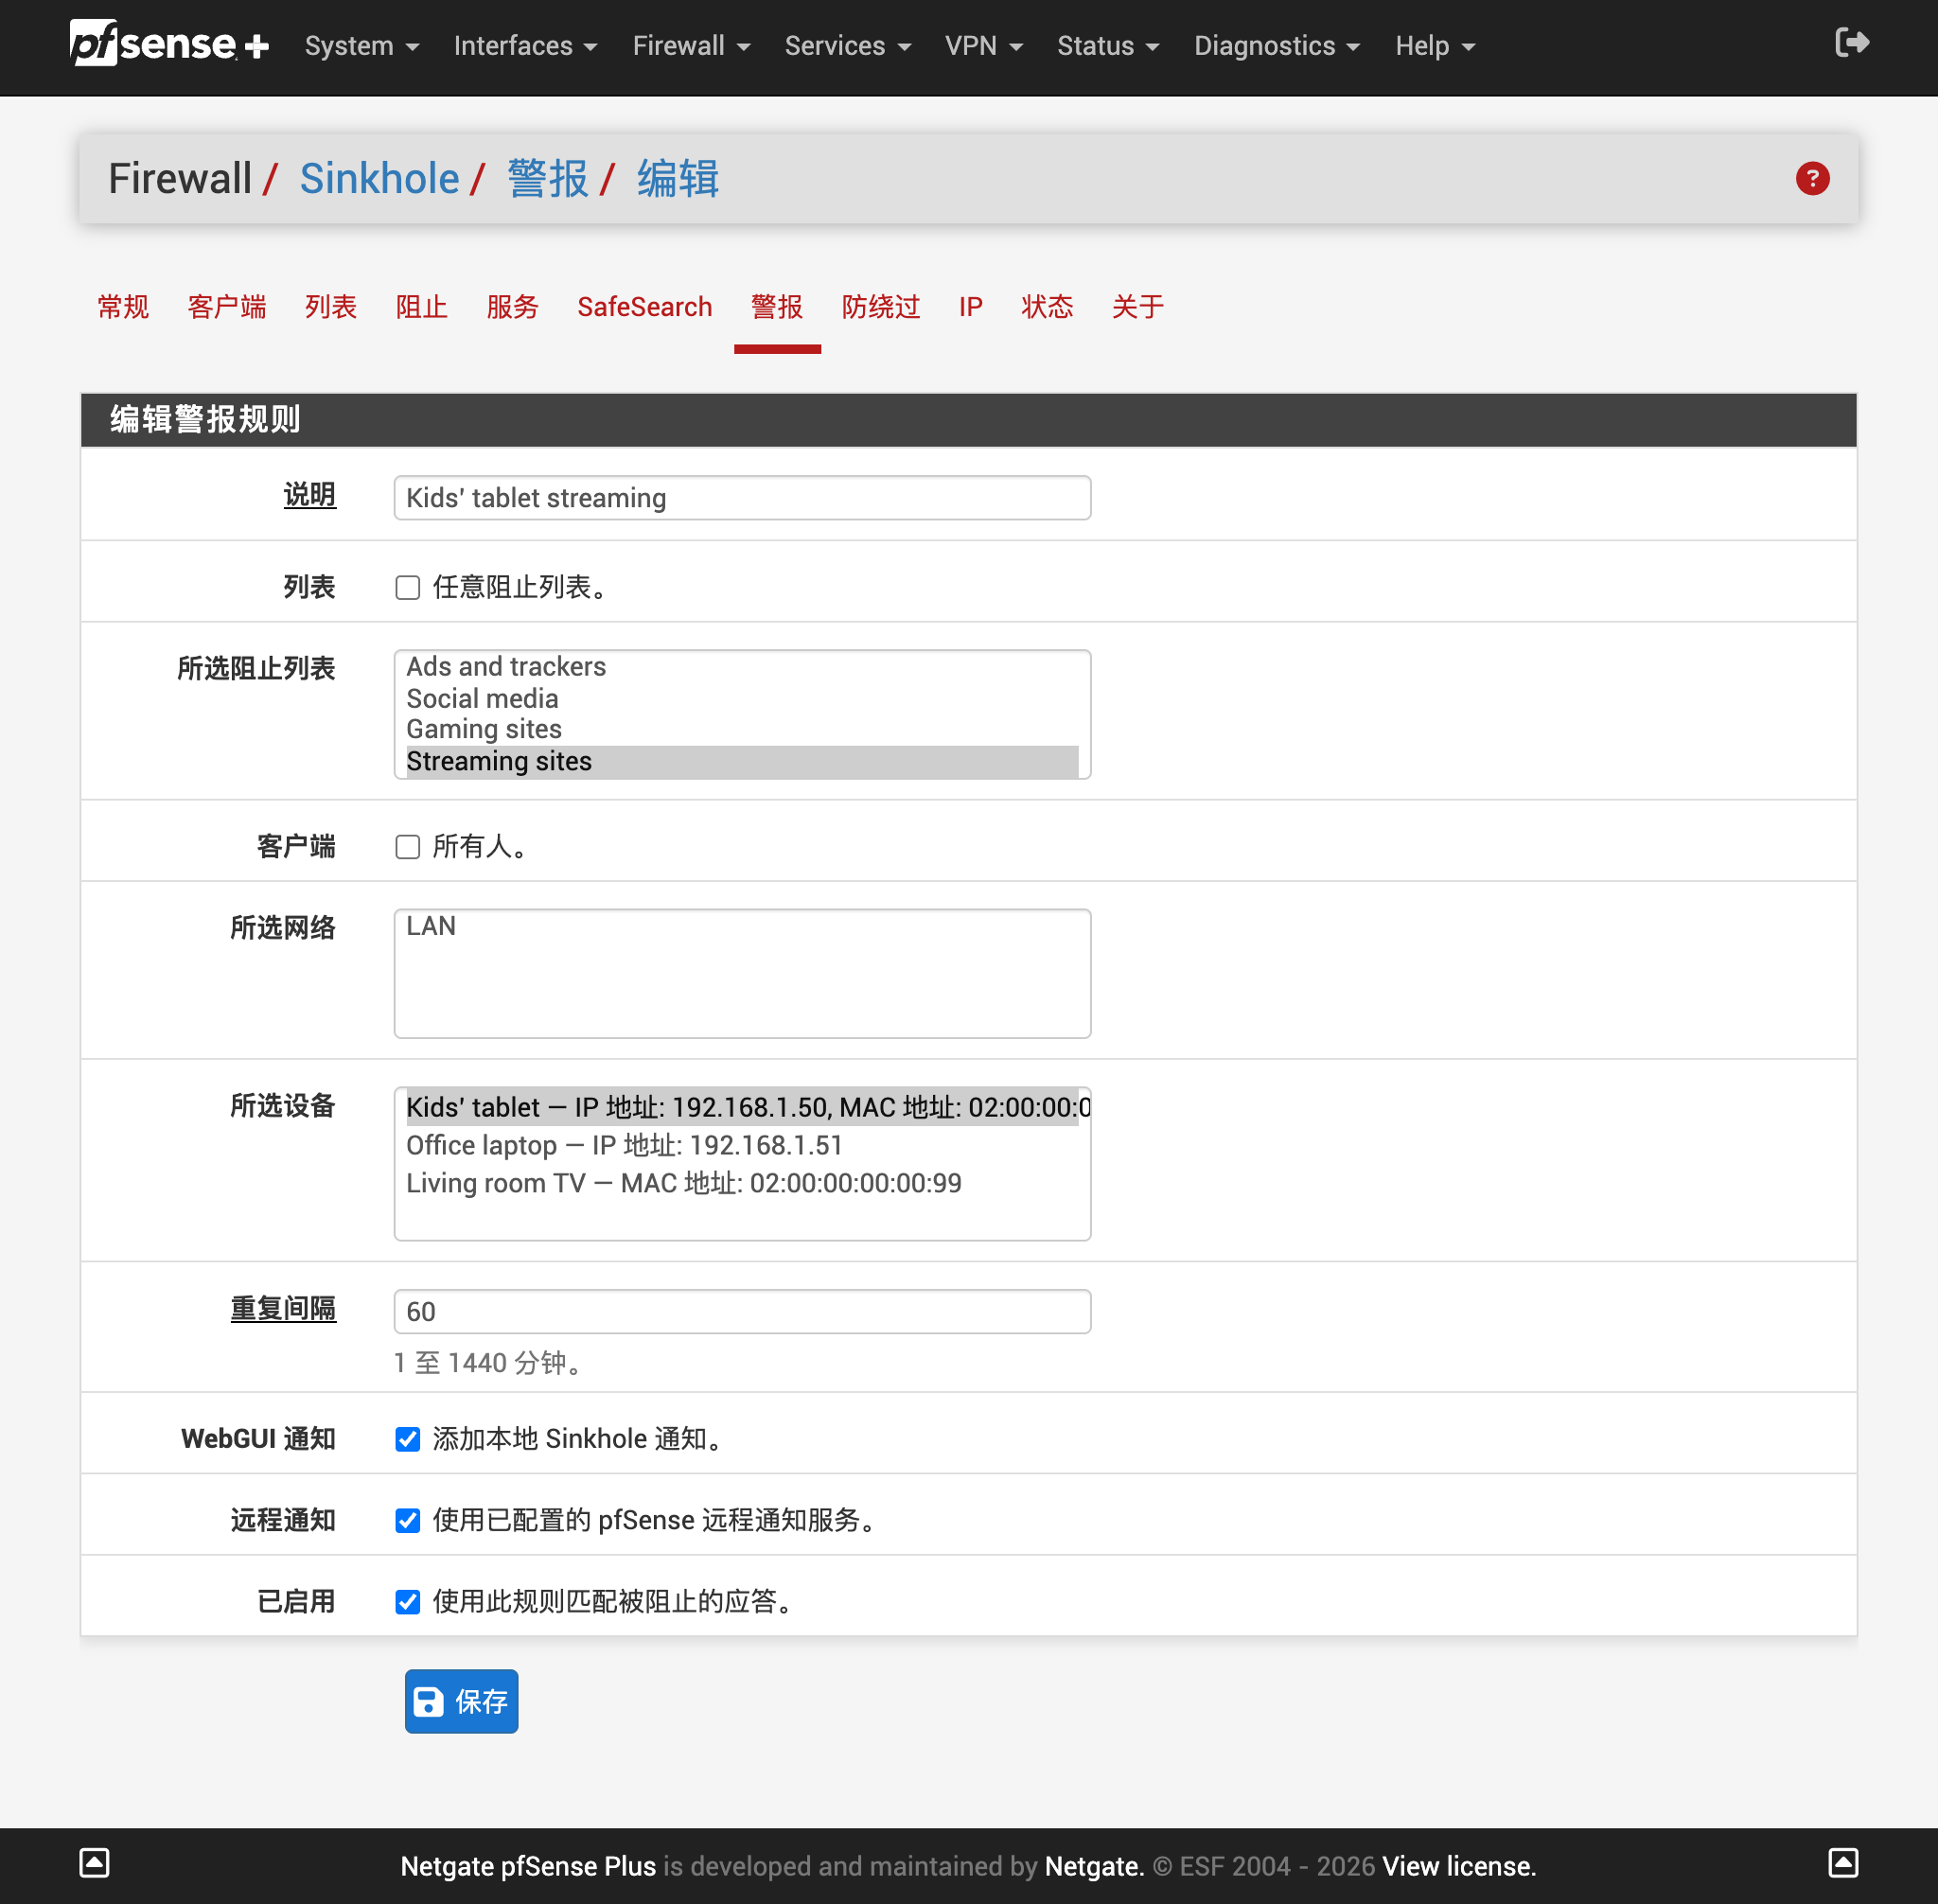 pfsense+ System Interfaces Firewall Services VPN Status Diagnostics Help
Firewall / Sinkhole / 警报 / 编辑
?
常规 客户端 列表 阻止 服务 SafeSearch 警报 防绕过 IP 状态 关于
编辑警报规则
说明 Kids' tablet streaming
列表 任意阻止列表。
所选阻止列表 Ads and trackers
Social media
Gaming sites
Streaming sites
客户端 所有人。
所选网络 LAN
所选设备 Kids' tablet — IP 地址: 192.168.1.50, MAC 地址: 02:00:00:0
Office laptop — IP 地址: 192.168.1.51
Living room TV — MAC 地址: 02:00:00:00:00:99
重复间隔 60
1 至 1440 分钟。
WebGUI 通知 添加本地 Sinkhole 通知。
远程通知 使用已配置的 pfSense 远程通知服务。
已启用 使用此规则匹配被阻止的应答。
保存
Netgate pfSense Plus is developed and maintained by Netgate. © ESF 2004 - 2026 View license.